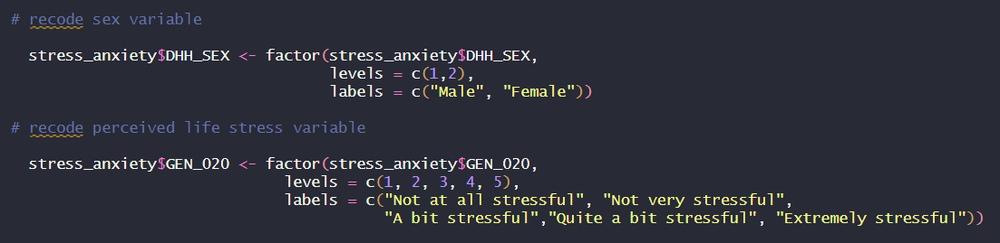 # recode sex variable
stress_anxiety$DHH_SEX <- factor(stress_anxiety$DHH_SEX,
levels = c(1,2),
labels = c("Male", "Female"))
# recode perceived life stress variable
stress_anxiety$GEN_020 <- factor(stress_anxiety$GEN_020,
levels = c(1, 2, 3, 4, 5),
labels = c("Not at all stressful", "Not very stressful",
"A bit stressful","Quite a bit stressful", "Extremely stressful"))